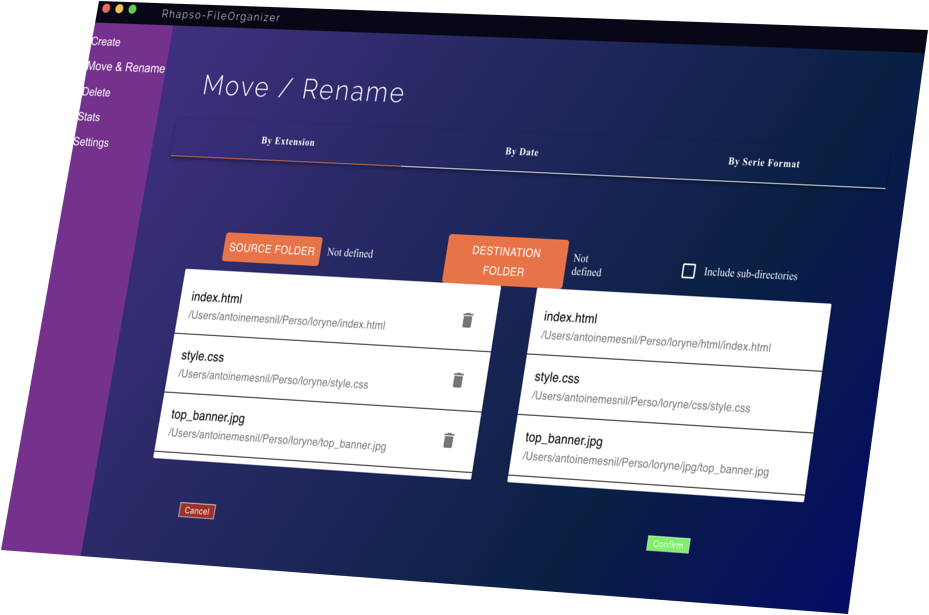 Rhapso-FileOrganizer
Create
Move & Rename
Delete
Stats
Settings
Move / Rename
By Extension
By Date
By Serie Format
SOURCE FOLDER
Not defined
DESTINATION
FOLDER
Not
defined
Include sub-directories
index.html
/Users/antoinemesnil/Perso/loryne/index.html
style.css
/Users/antoinemesnil/Perso/loryne/style.css
top_banner.jpg
/Users/antoinemesnil/Perso/loryne/top_banner.jpg
index.html
/Users/antoinemesnil/Perso/loryne/html/index.html
style.css
/Users/antoinemesnil/Perso/loryne/css/style.css
top_banner.jpg
/Users/antoinemesnil/Perso/loryne/jpg/top_banner.jpg
Cancel
Confirm